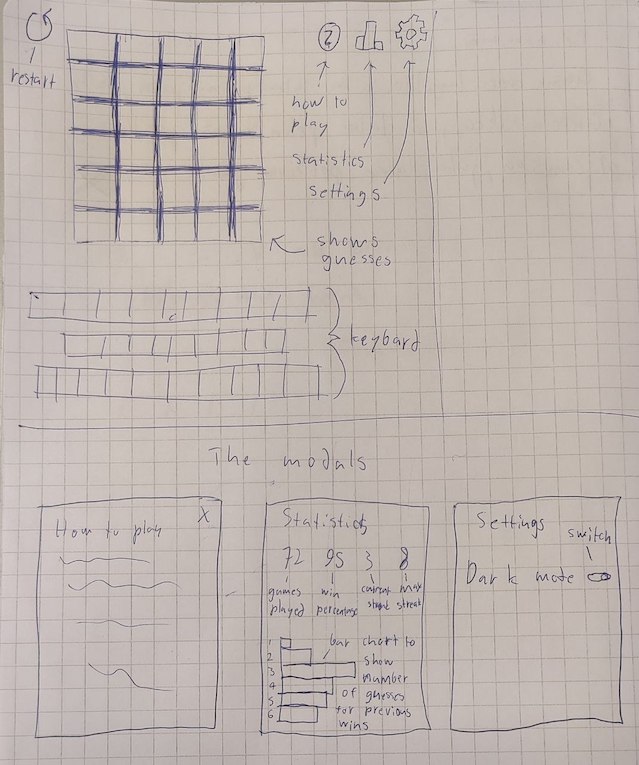 ?
restart
how to
play
statistics
settings
shows
guesses
keybard
The modals
How to play X
Statistics
72 95 3 8
games played
win percentage
current streak
max streak
1
2
3
4
5
6
bar chart to
show
number
of guesses
for previous
wins
Settings
switch
Dark mode